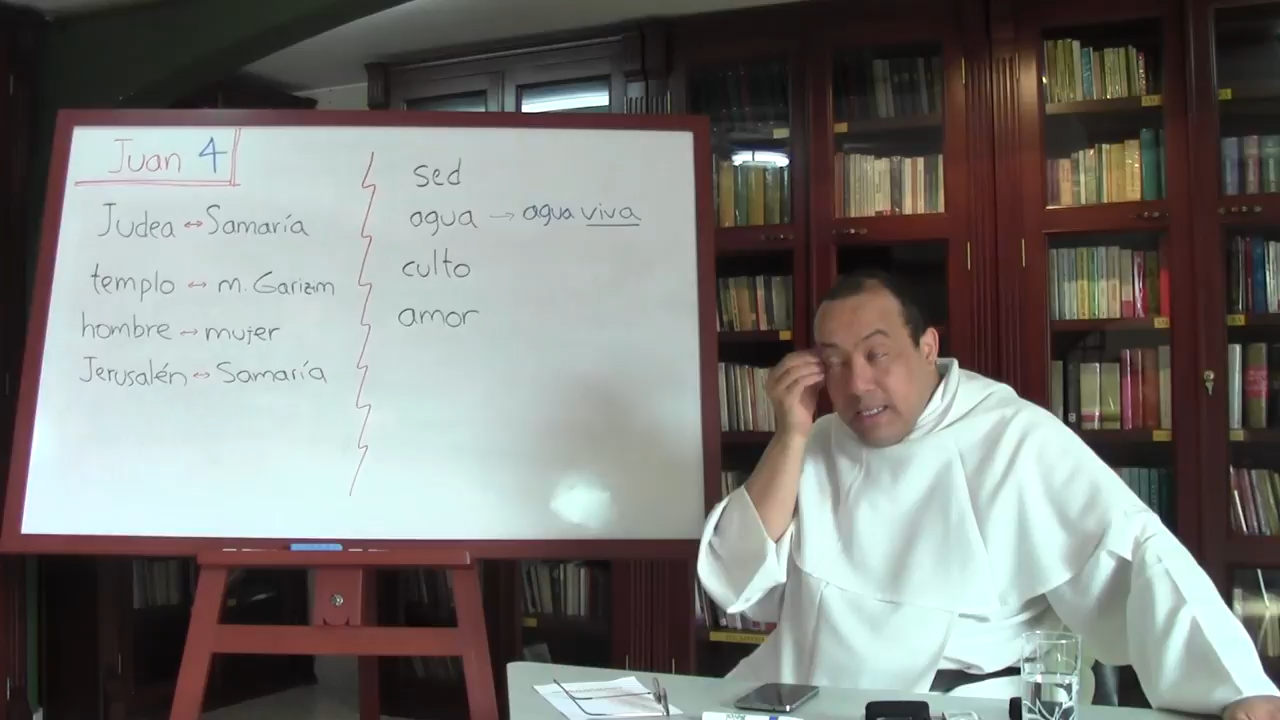 Juan 4
Judea ↔ Samaría
templo ↔ m. Garizim
hombre ↔ mujer
Jerusalén ↔ Samaría
sed
agua → agua viva
culto
amor